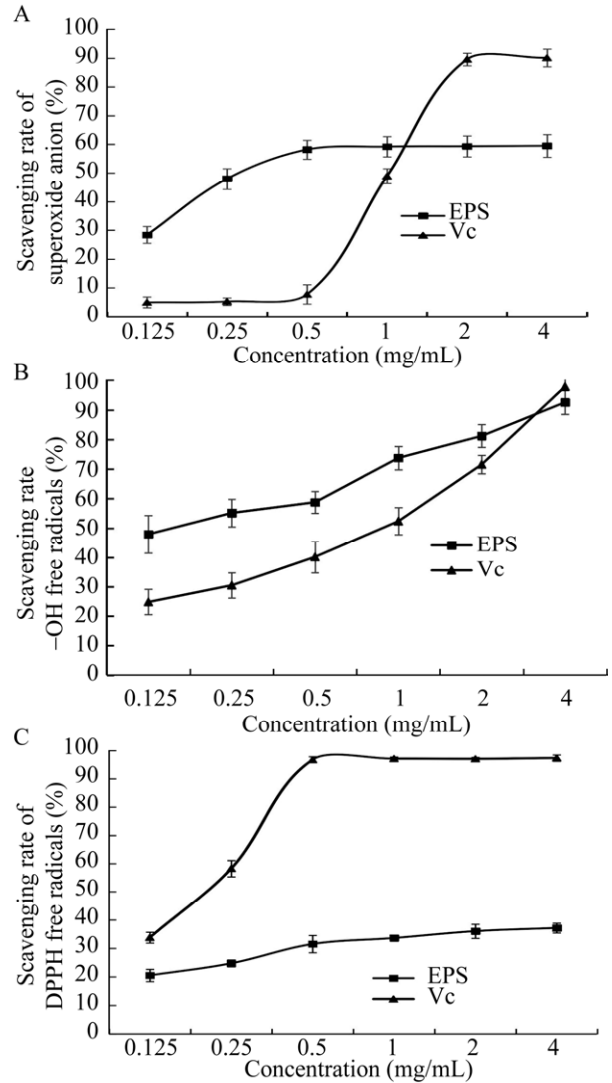 A
Scavenging rate of
superoxide anion (%)
100
90
80
70
60
50
40
30
20
10
0
EPS
Vc
0.125 0.25 0.5 1 2 4
Concentration (mg/mL)
B
Scavenging rate
–OH free radicals (%)
100
90
80
70
60
50
40
30
20
10
0
EPS
Vc
0.125 0.25 0.5 1 2 4
Concentration (mg/mL)
C
Scavenging rate of
DPPH free radicals (%)
100
90
80
70
60
50
40
30
20
10
0
EPS
Vc
0.125 0.25 0.5 1 2 4
Concentration (mg/mL)